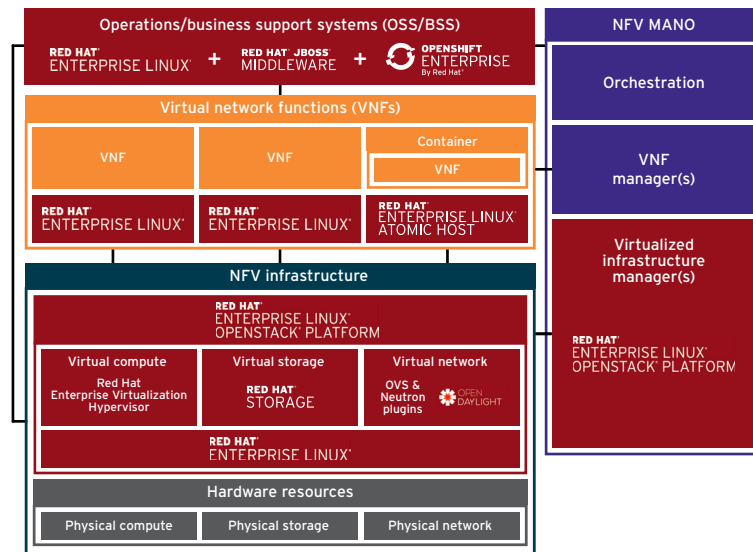 Operations/business support systems (OSS/BSS)
RED HAT®
ENTERPRISE LINUX®
+
RED HAT® JBOSS®
MIDDLEWARE
+
OPENSHIFT
ENTERPRISE
By Red Hat®
NFV MANO
Orchestration
VNF
manager(s)
Virtualized
infrastructure
manager(s)
RED HAT®
ENTERPRISE LINUX®
OPENSTACK® PLATFORM
Virtual network functions (VNFs)
VNF
VNF
Container
VNF
RED HAT®
ENTERPRISE LINUX®
RED HAT®
ENTERPRISE LINUX®
RED HAT®
ENTERPRISE LINUX®
ATOMIC HOST
NFV infrastructure
RED HAT®
ENTERPRISE LINUX®
OPENSTACK® PLATFORM
Virtual compute
Red Hat
Enterprise Virtualization
Hypervisor
Virtual storage
RED HAT®
STORAGE
Virtual network
OVS &
Neutron
plugins
OPEN
DAYLIGHT
RED HAT®
ENTERPRISE LINUX®
Hardware resources
Physical compute
Physical storage
Physical network